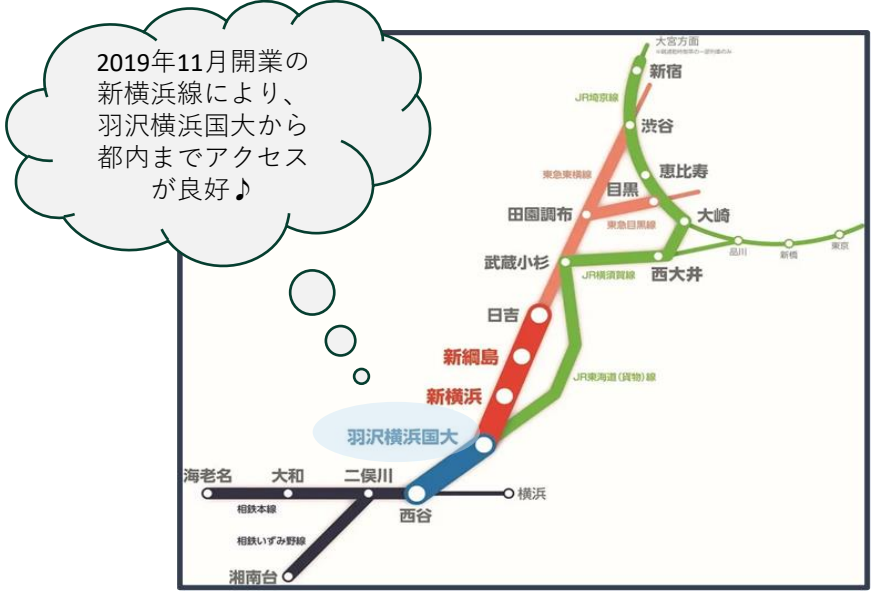 2019年11月開業の
新横浜線により、
羽沢横浜国大から
都内までアクセス
が良好♪
大宮方面
新宿
JR埼京線
渋谷
恵比寿
東急東横線
目黒
田園調布
大崎
東急目黒線
品川
新橋
東京
武蔵小杉
JR横須賀線
西大井
日吉
新綱島
JR東海道(貨物)線
新横浜
羽沢横浜国大
海老名
大和
二俣川
横浜
相鉄本線
西谷
相鉄いずみ野線
湘南台